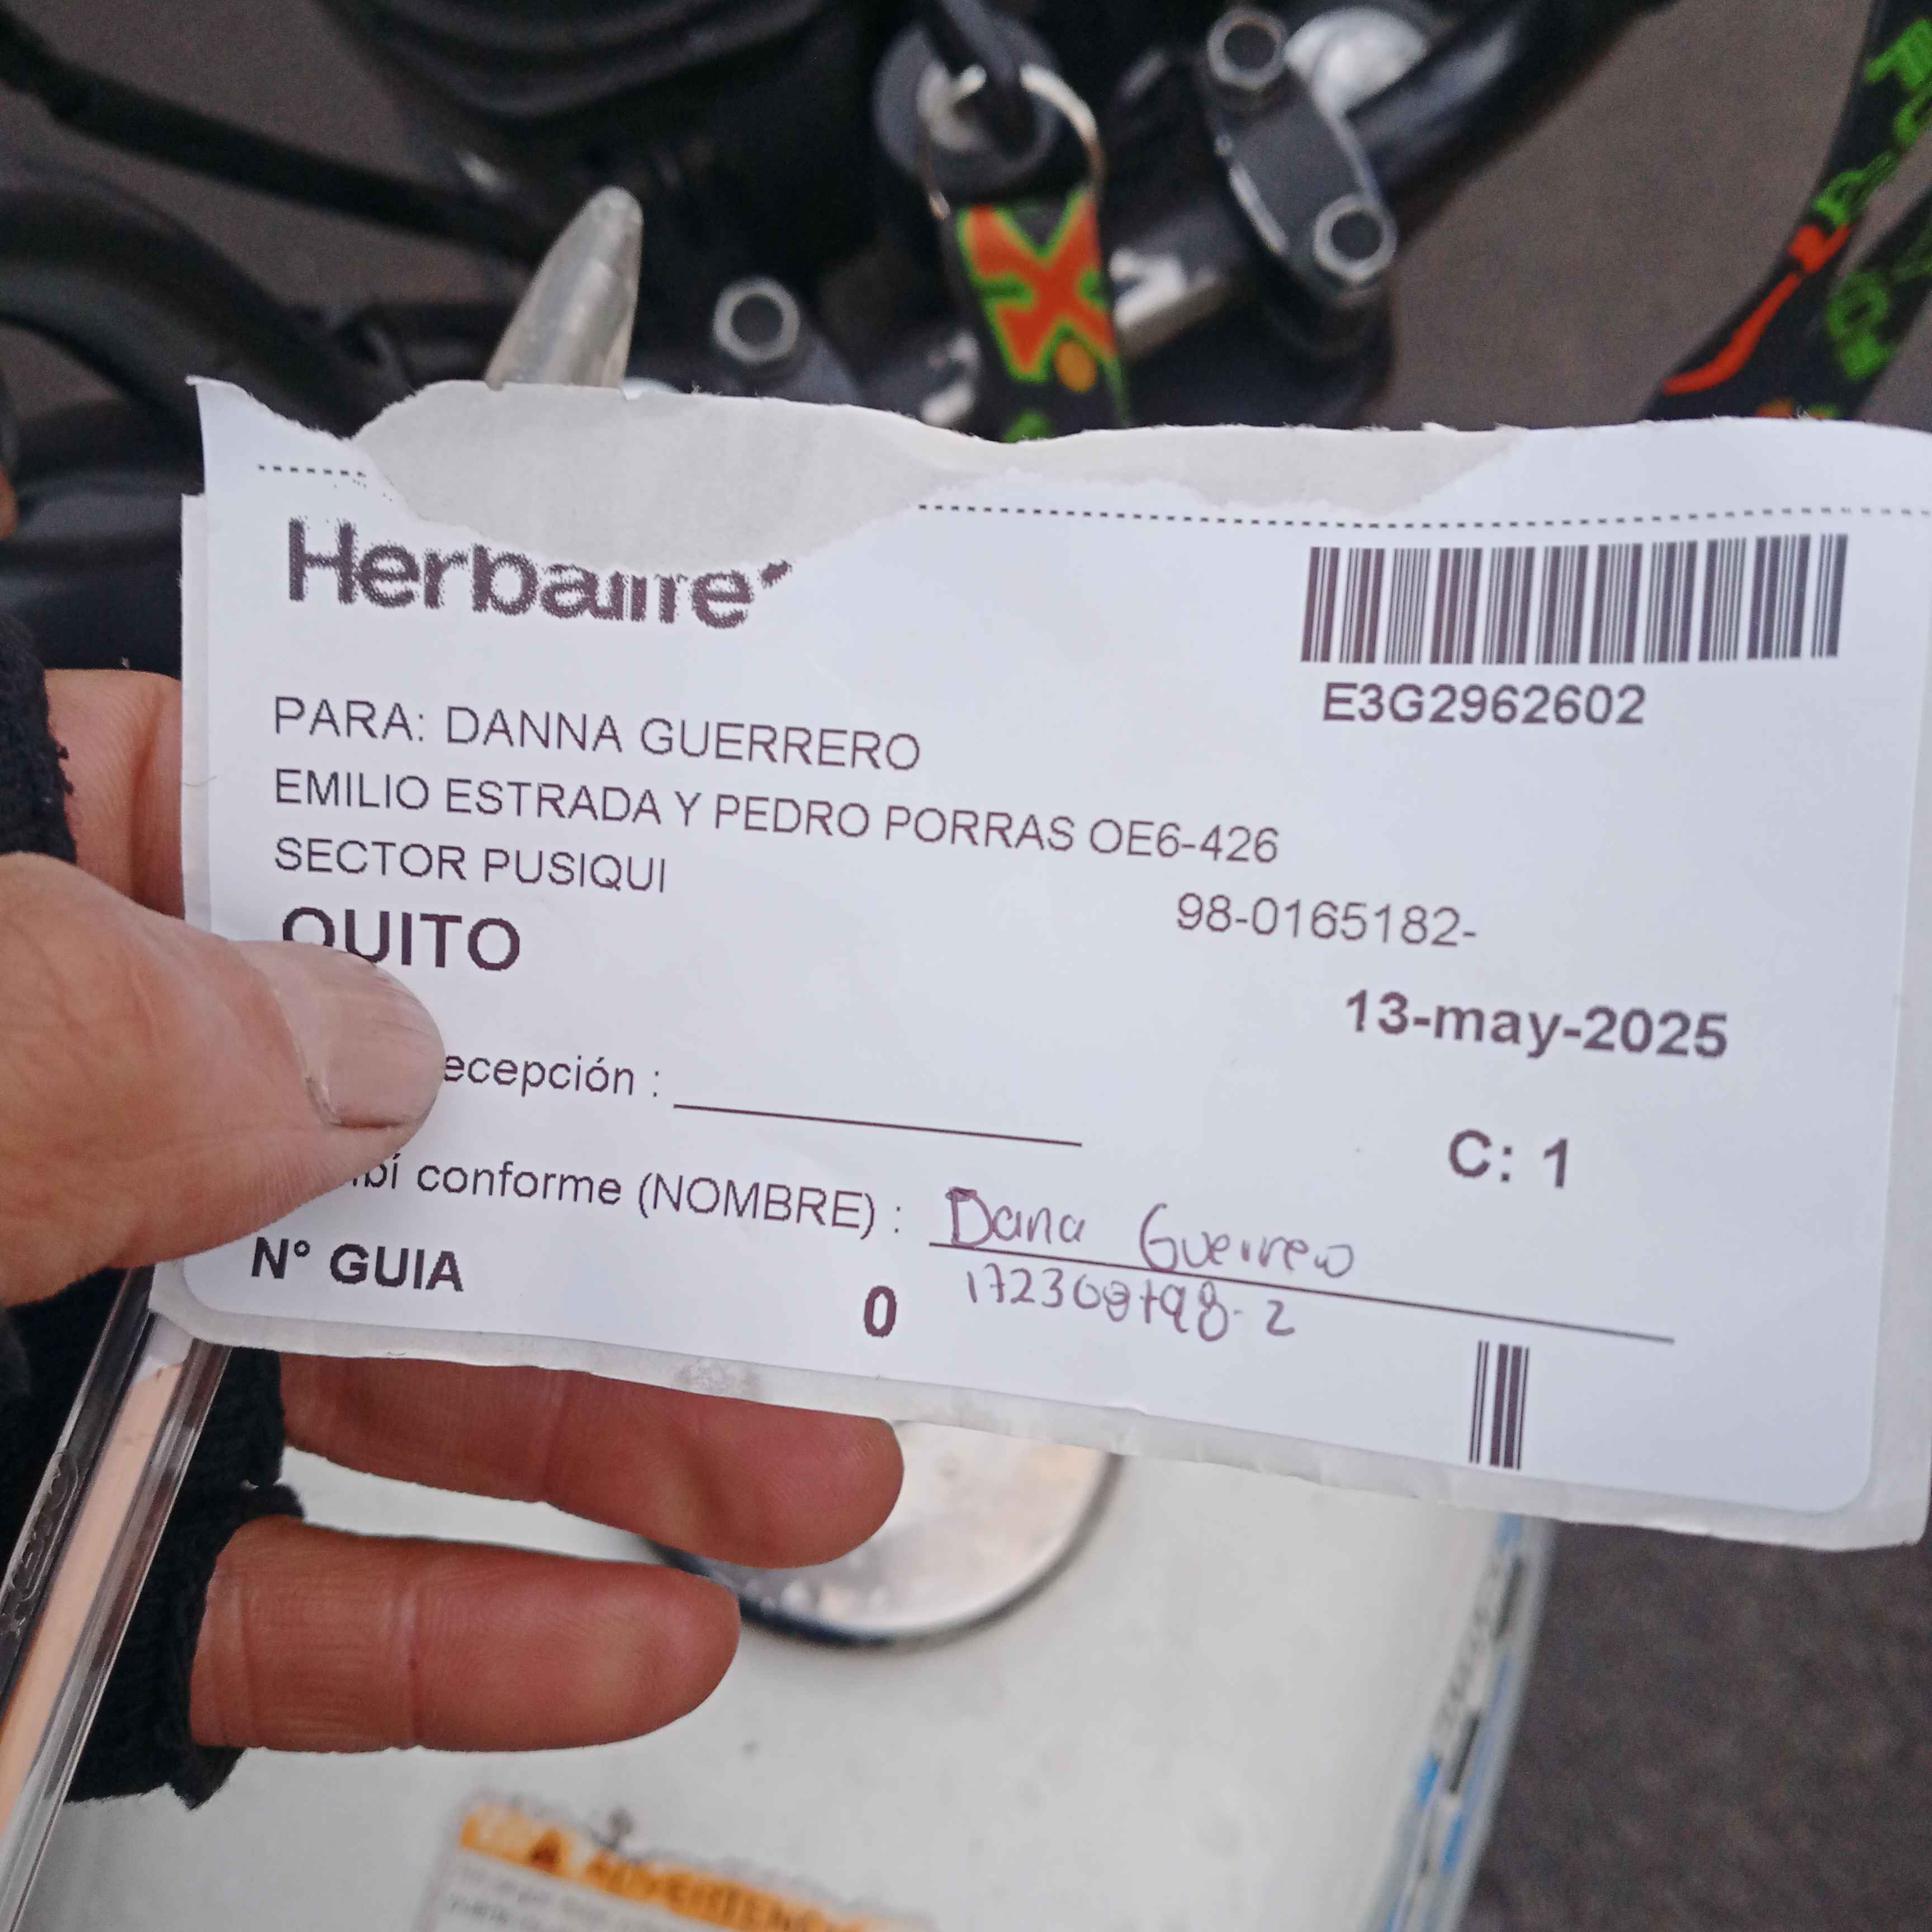 Herbalife
E3G2962602
PARA: DANNA GUERRERO
EMILIO ESTRADA Y PEDRO PORRAS OE6-426
SECTOR PUSIQUI
98-0165182-
QUITO
13-may-2025
ecepción :
C: 1
bí conforme (NOMBRE) : Dana Guerrero
N° GUIA 0